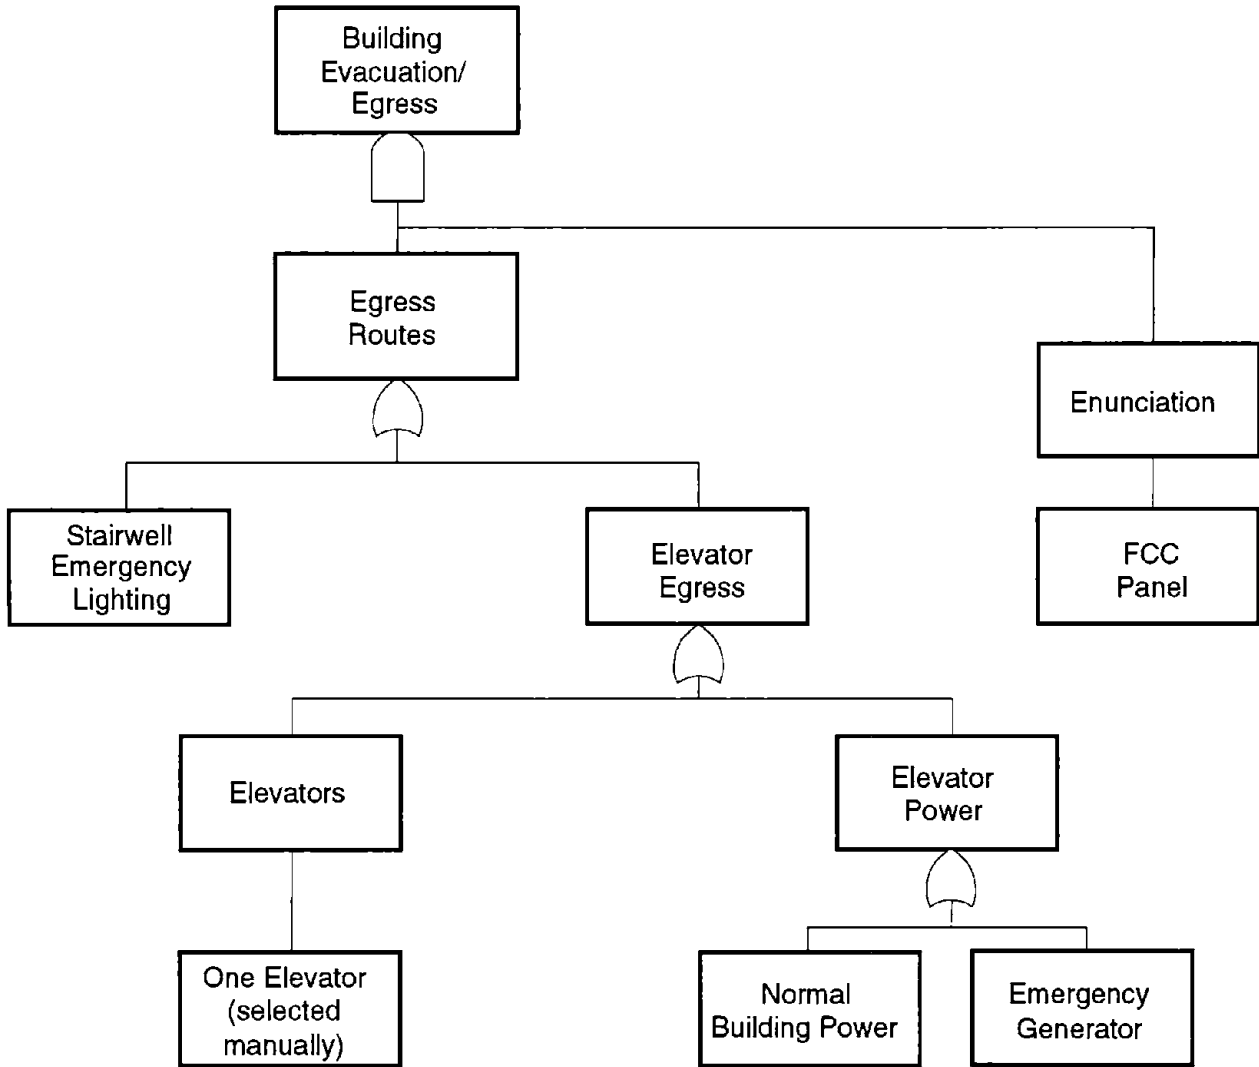 Building
Evacuation/
Egress
Egress
Routes
Enunciation
Stairwell
Emergency
Lighting
Elevator
Egress
FCC
Panel
Elevators
Elevator
Power
One Elevator
(selected
manually)
Normal
Building Power
Emergency
Generator